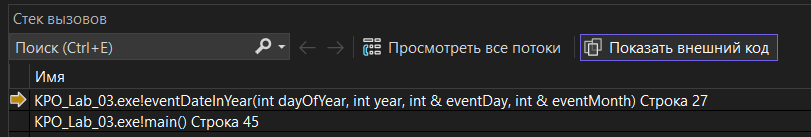 Стек вызовов
Поиск (Ctrl+E) Просмотреть все потоки Показать внешний код
Имя
KPO_Lab_03.exe!eventDateInYear(int dayOfYear, int year, int & eventDay, int & eventMonth) Строка 27
KPO_Lab_03.exe!main() Строка 45